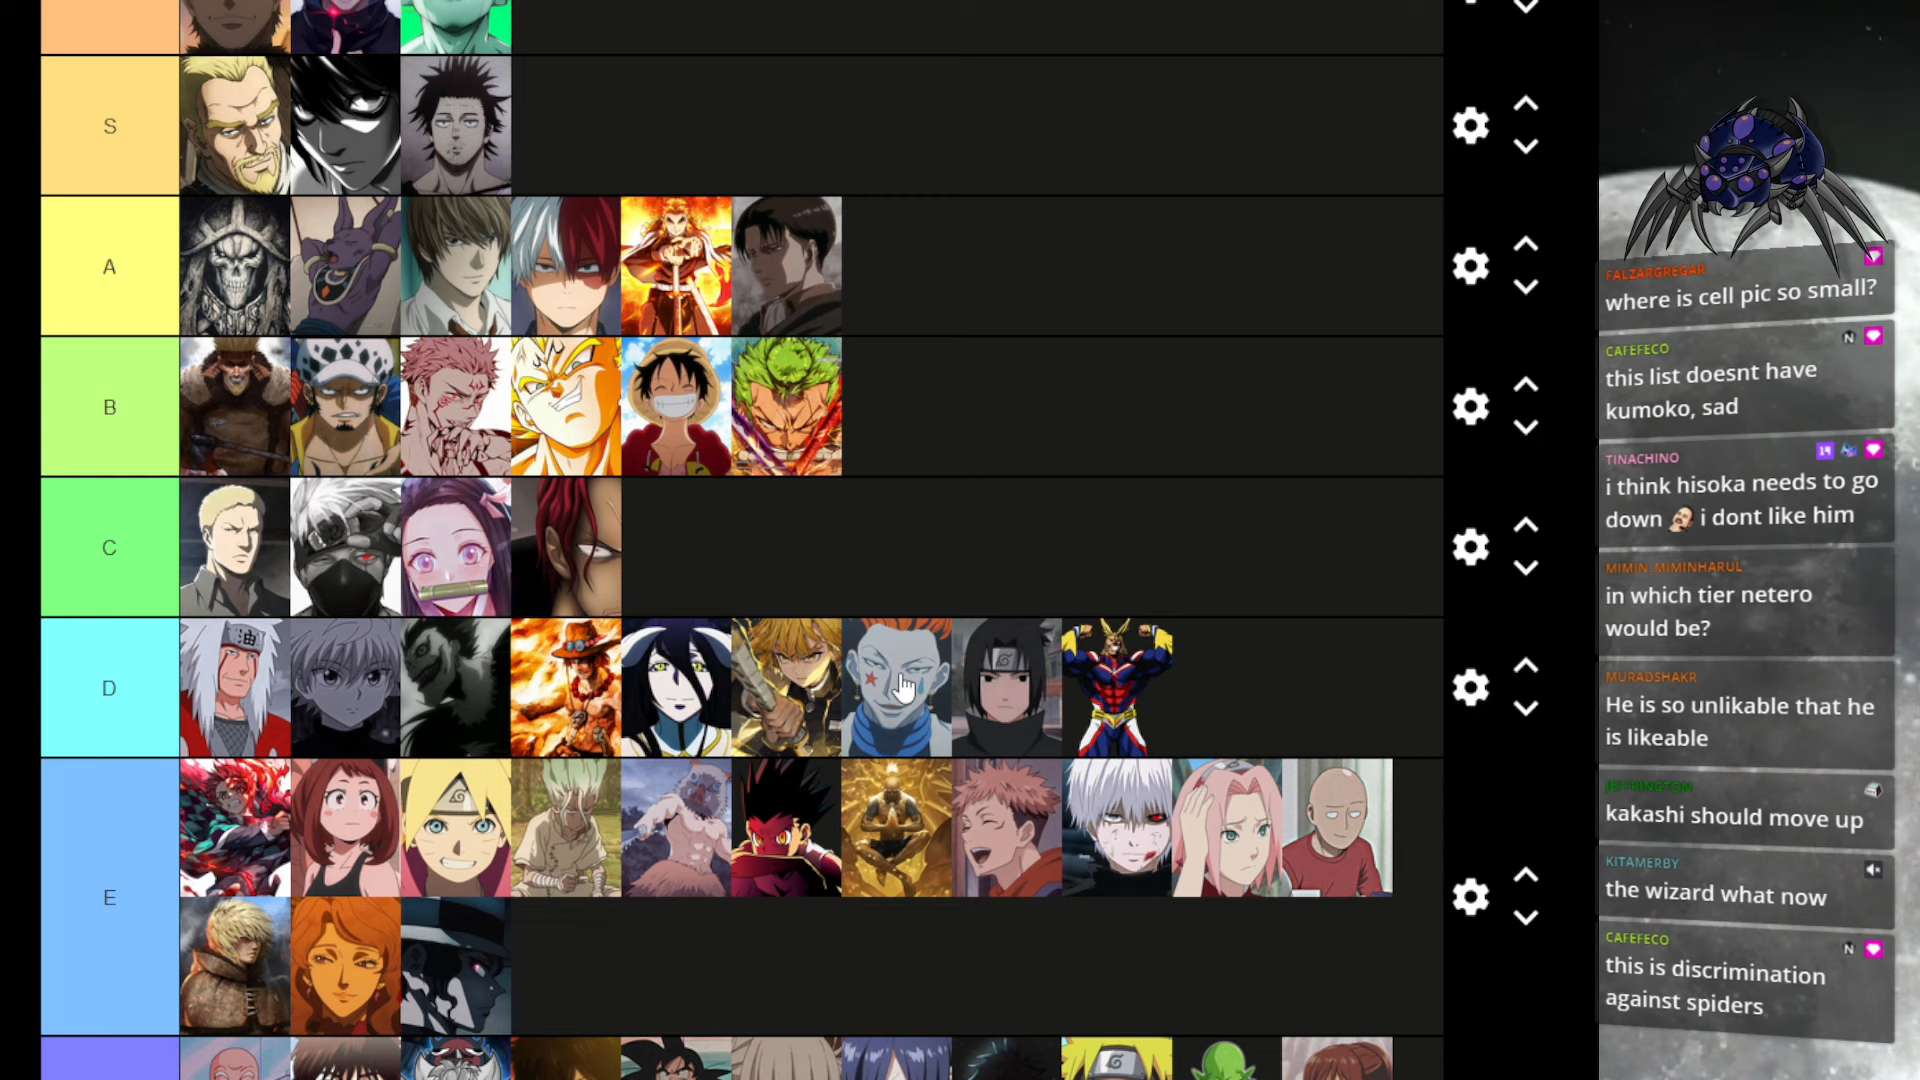 S
A
B
C
D
E
油
FALZARGREGAR
where is cell pic so small?
CAFEFECO
N
this list doesnt have
kumoko, sad
TINACHINO
14
i think hisoka needs to go
down i dont like him
MIMIN_MIMINHARUL
in which tier netero
would be?
MURADSHAKR
He is so unlikable that he
is likeable
kakashi should move up
KITAMERBY
the wizard what now
CAFEFECO
N
this is discrimination
against spiders